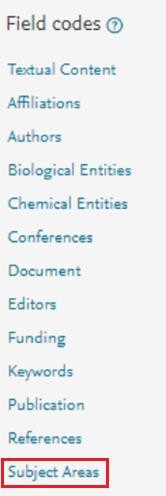 Field codes ?
Textual Content
Affiliations
Authors
Biological Entities
Chemical Entities
Conferences
Document
Editors
Funding
Keywords
Publication
References
Subject Areas